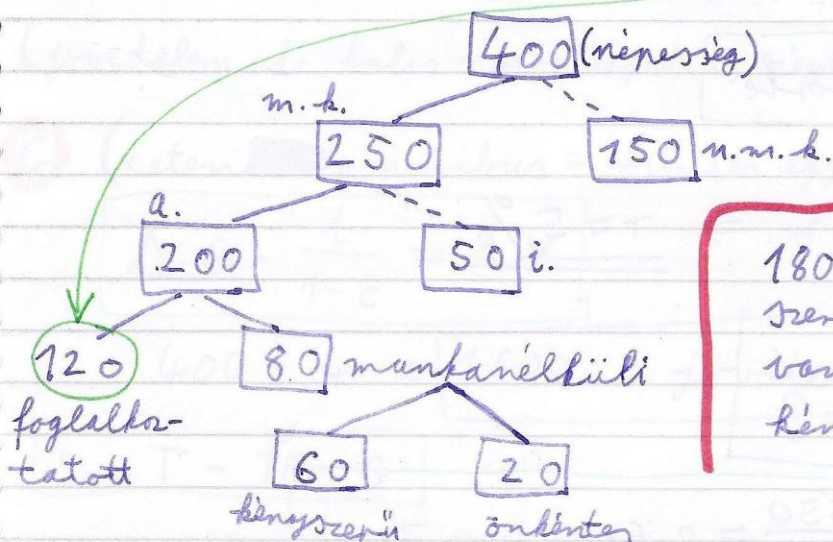 400 (népesség)
m.k.
250 150 n.m.k.
a.
200 50 i.
120 80 munkanélküli
foglalkoz-
tatott
60 20
kényszerű önkéntes
180